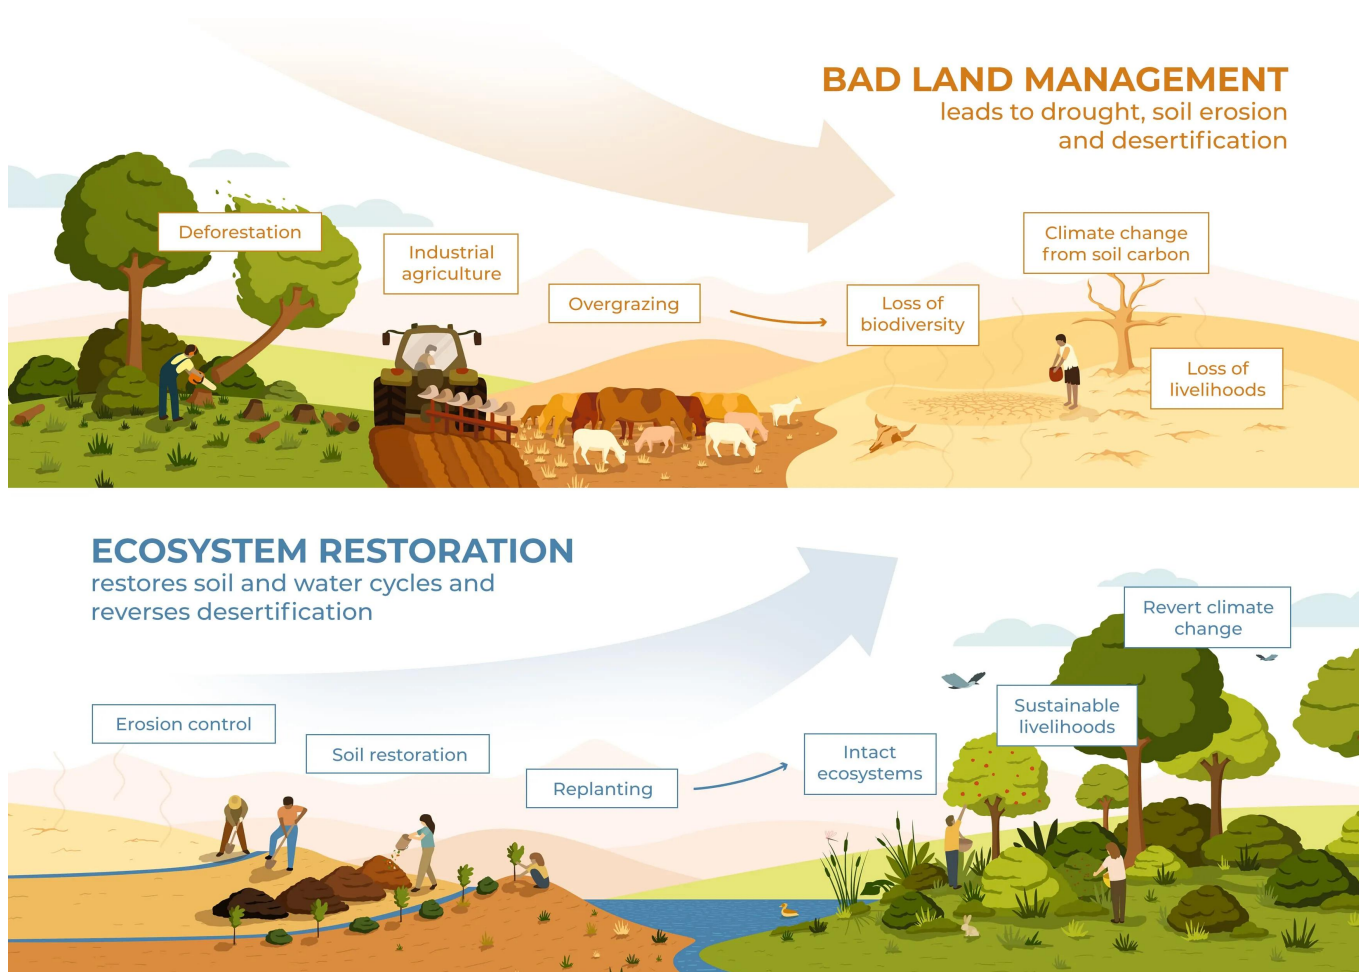 BAD LAND MANAGEMENT
leads to drought, soil erosion
and desertification
Deforestation
Industrial
agriculture
Overgrazing
Loss of
biodiversity
Climate change
from soil carbon
Loss of
livelihoods
ECOSYSTEM RESTORATION
restores soil and water cycles and
reverses desertification
Erosion control
Soil restoration
Replanting
Intact
ecosystems
Sustainable
livelihoods
Revert climate
change